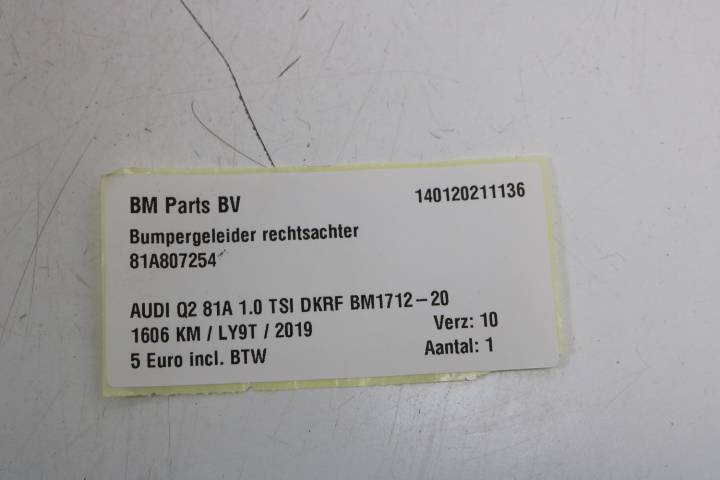 BM Parts BV 140120211136
Bumpergeleider rechtsachter
81A807254
AUDI Q2 81A 1.0 TSI DKRF BM1712-20
1606 KM / LY9T / 2019 Verz: 10
5 Euro incl. BTW Aantal: 1